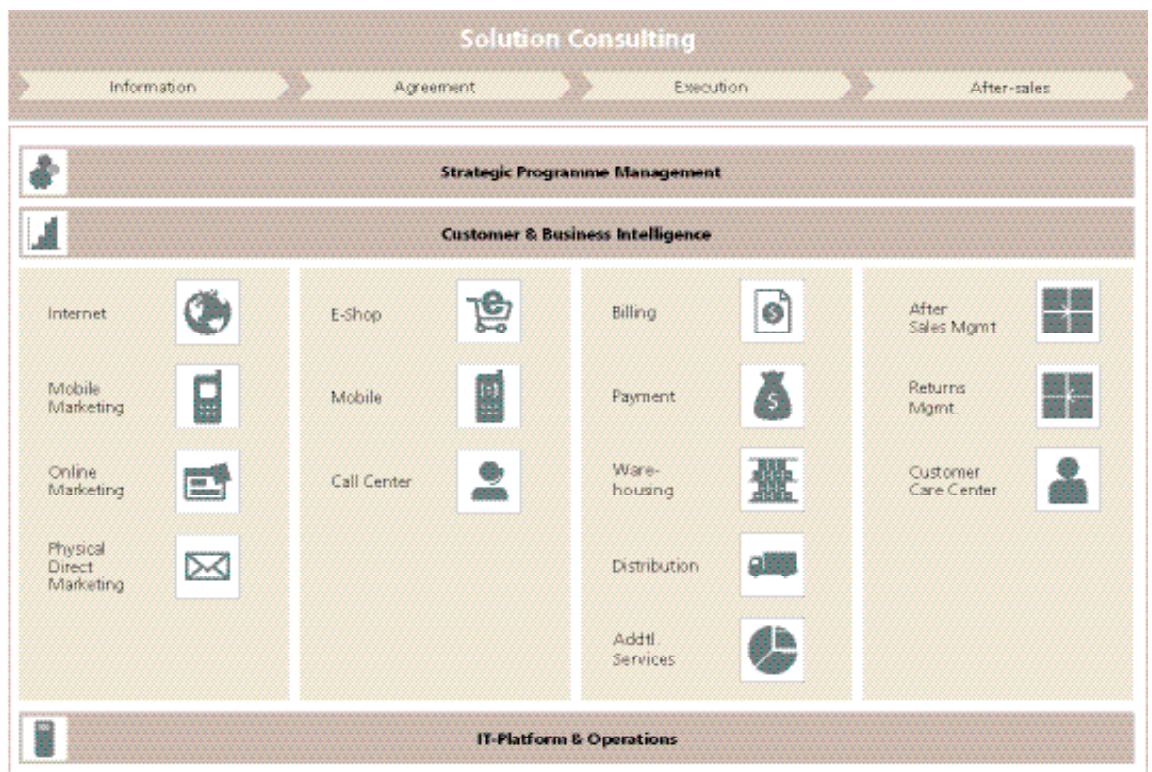 Solution Consulting
Information
Agreement
Execution
After-sales
Strategic Programme Management
Customer & Business Intelligence
Internet
Mobile
Marketing
Online
Marketing
Physical
Direct
Marketing
E-Shop
Mobile
Call Center
Billing
Payment
Ware-
housing
Distribution
Addtl.
Services
After
Sales Mgmt
Returns
Mgmt.
Customer
Care Center
IT-Platform & Operations